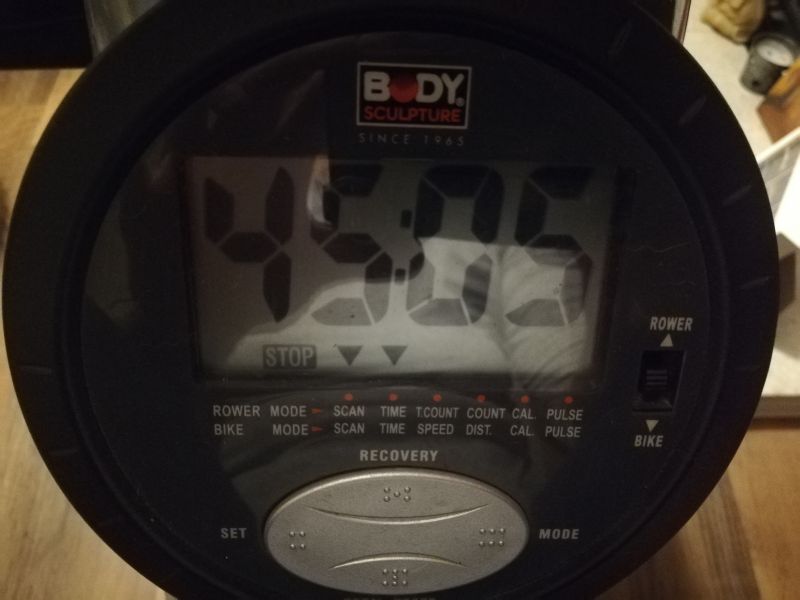 BODY®
SCULPTURE
SINCE 1965
45:05
STOP
ROWER
ROWER MODE SCAN TIME T.COUNT COUNT CAL. PULSE
BIKE MODE SCAN TIME SPEED DIST. CAL. PULSE
BIKE
RECOVERY
SET
MODE